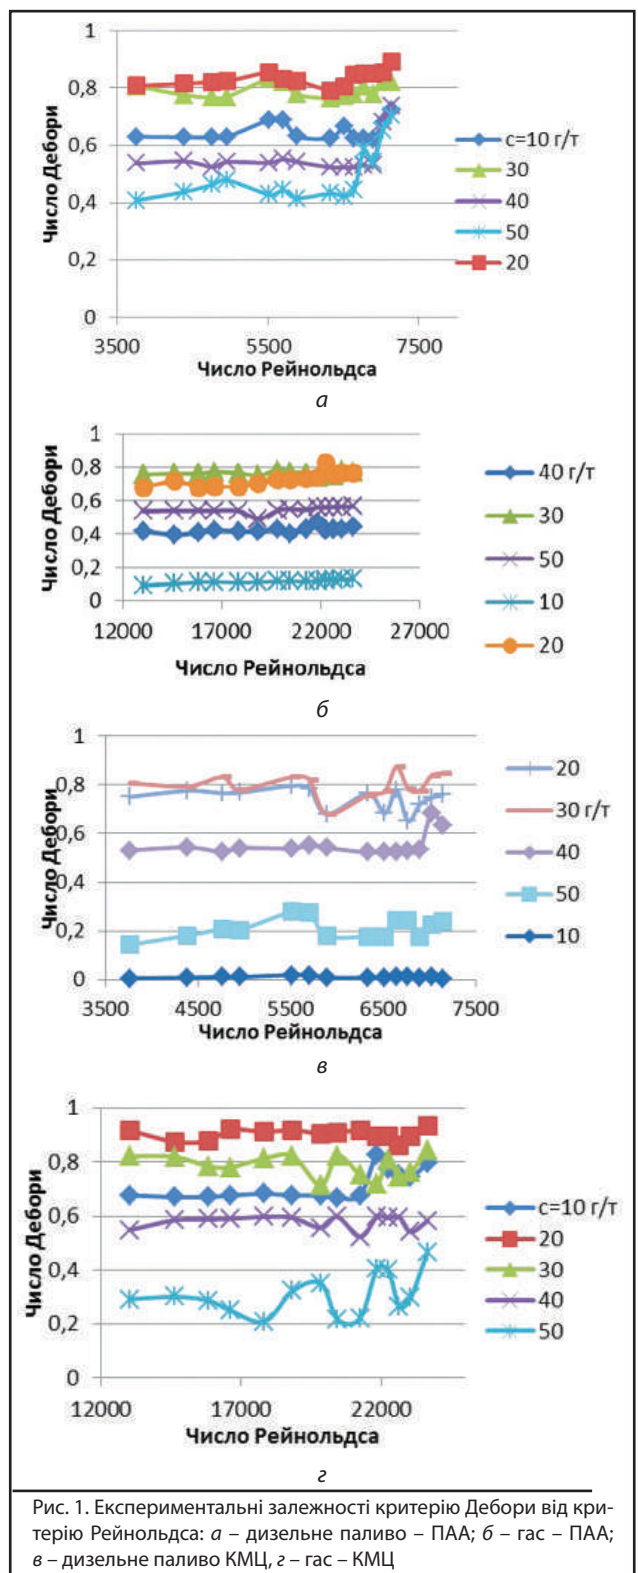 1
0,8
0,6
0,4
0,2
0
Число Дебори
3500
5500
7500
Число Рейнольдса
с=10 г/т
30
40
50
20
а
1
0,8
0,6
0,4
0,2
0
Число Дебори
12000
17000
22000
27000
Число Рейнольдса
40 г/т
30
50
10
20
б
1
0,8
0,6
0,4
0,2
0
Число Дебори
3500
4500
5500
6500
7500
Число Рейнольдса
20
30 г/т
40
50
10
в
1
0,8
0,6
0,4
0,2
0
Число Дебори
12000
17000
22000
Число Рейнольдса
с=10 г/т
20
30
40
50
г
Рис. 1. Експериментальні залежності критерію Дебори від кри-
терію Рейнольдса: а – дизельне паливо – ПАА; б – гас – ПАА;
в – дизельне паливо КМЦ, г – гас – КМЦ